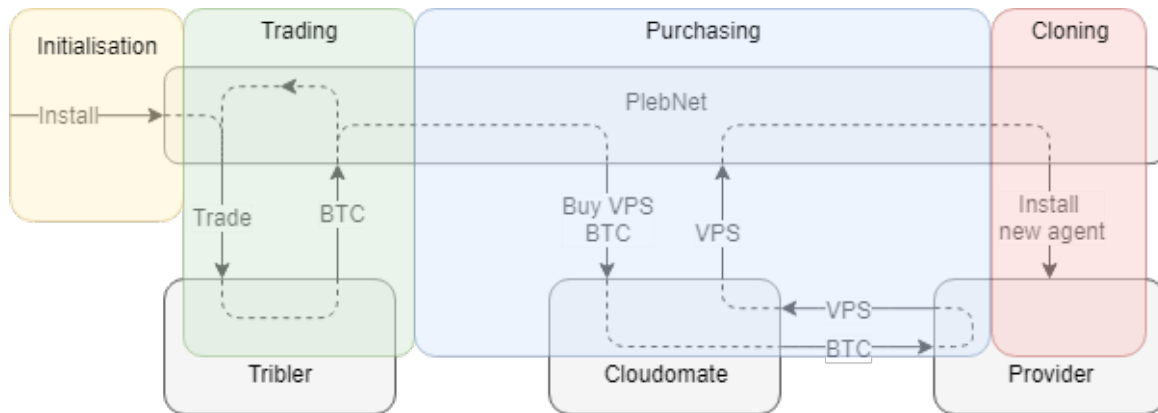 Initialisation
Trading
Purchasing
Cloning
PlebNet
Install
Trade
BTC
Buy VPS
BTC
VPS
Install
new agent
VPS
BTC
Tribler
Cloudomate
Provider